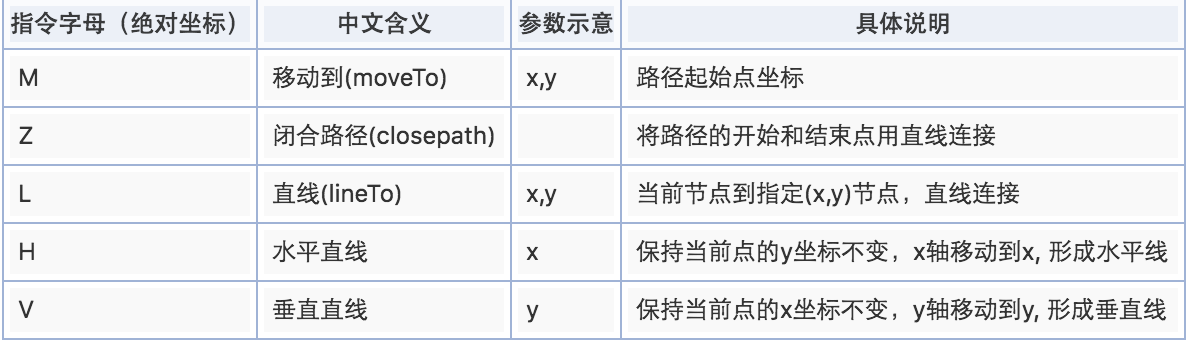 指令字母（绝对坐标） 中文含义 参数示意 具体说明
M 移动到(moveTo) x,y 路径起始点坐标
Z 闭合路径(closepath) 将路径的开始和结束点用直线连接
L 直线(lineTo) x,y 当前节点到指定(x,y)节点，直线连接
H 水平直线 x 保持当前点的y坐标不变，x轴移动到x, 形成水平线
V 垂直直线 y 保持当前点的x坐标不变，y轴移动到y, 形成垂直线